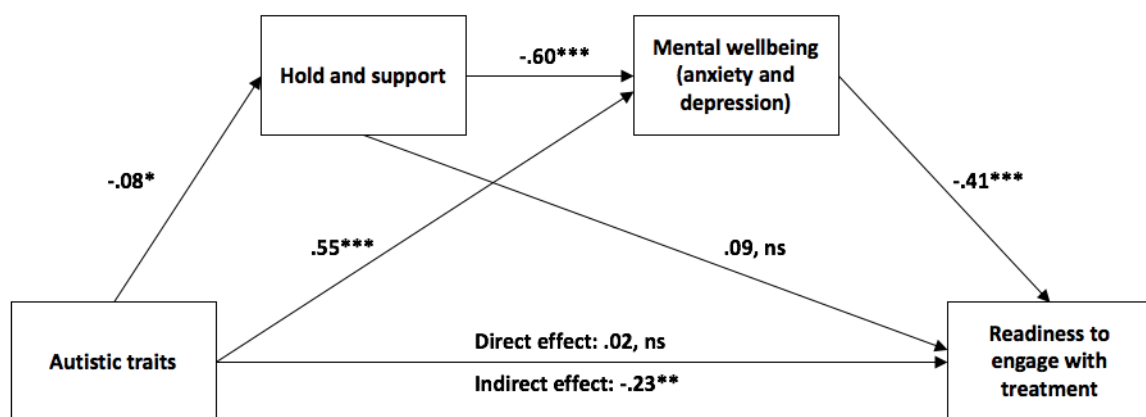 Hold and support
-.60***
Mental wellbeing
(anxiety and
depression)
-.08*
.55***
.09, ns
-.41***
Autistic traits
Direct effect: .02, ns
Indirect effect: -.23**
Readiness to
engage with
treatment